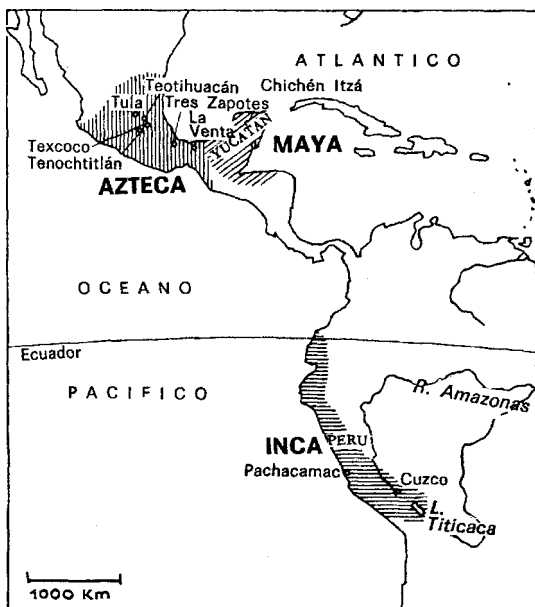 ATLANTICO
Teotihuacán
Chichén Itzá
Tula
Tres Zapotes
La
Venta
YUCATÁN
MAYA
Texcoco
Tenochtitlán
AZTECA
OCEANO
Ecuador
PACIFICO
R. Amazonas
INCA
PERU
Pachacamac
Cuzco
L.
Titicaca
1000 Km